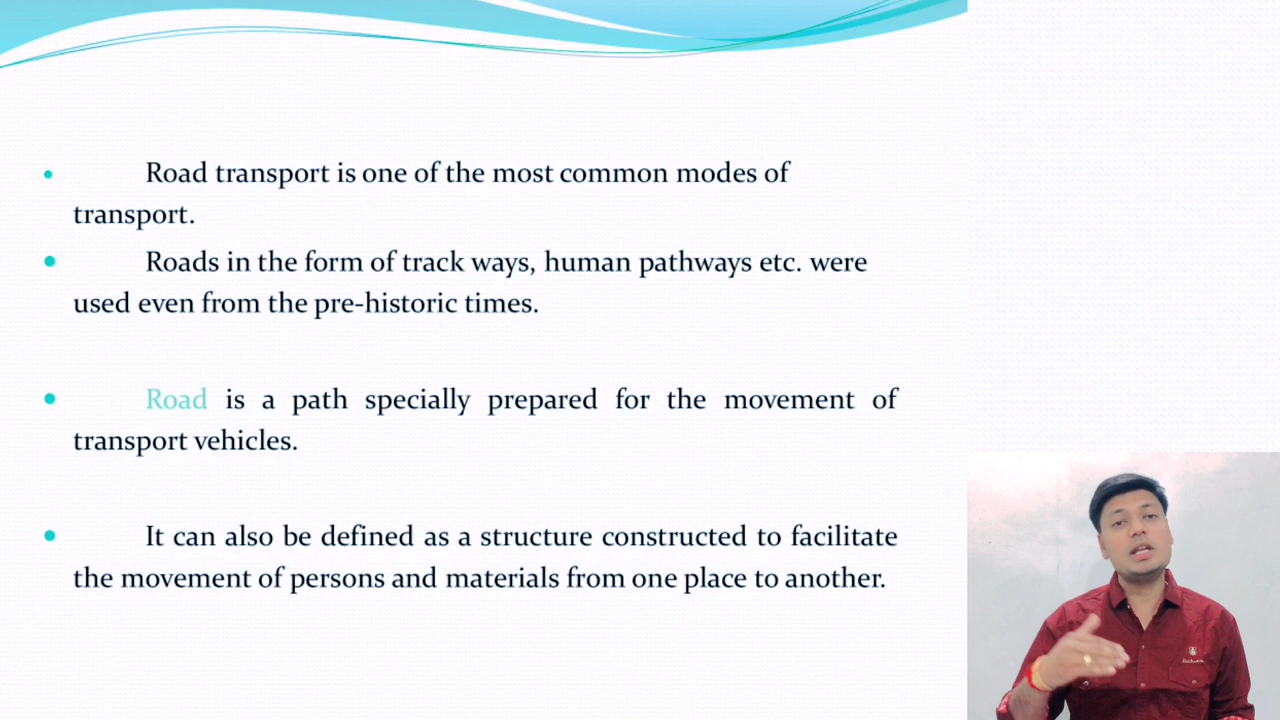 Road transport is one of the most common modes of
transport.
Roads in the form of track ways, human pathways etc. were
used even from the pre-historic times.
Road is a path specially prepared for the movement of
transport vehicles.
It can also be defined as a structure constructed to facilitate
the movement of persons and materials from one place to another.